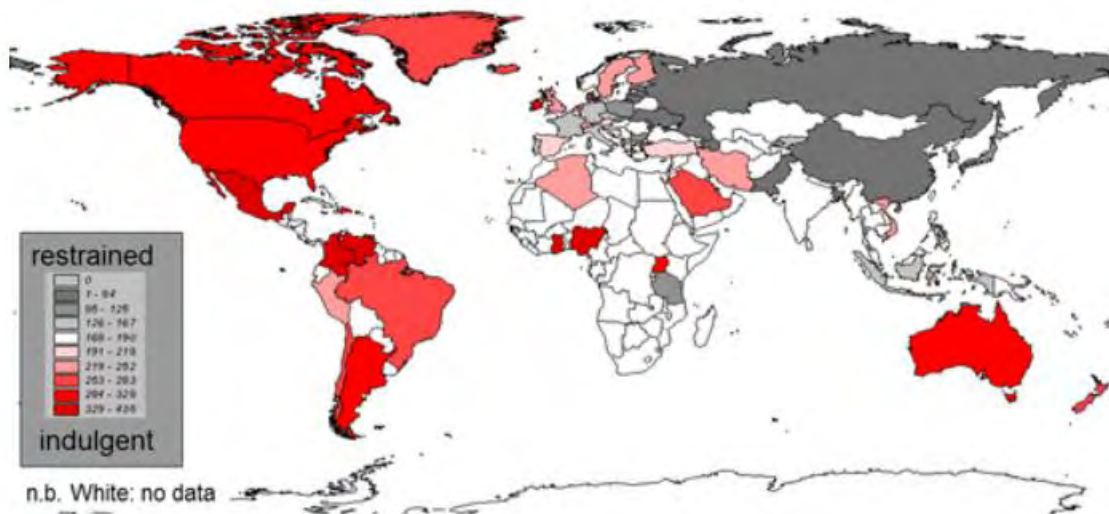 restrained
0
1 - 94
95 - 125
126 - 167
168 - 190
191 - 218
219 - 252
253 - 283
284 - 328
329 - 436
indulgent
n.b. White: no data